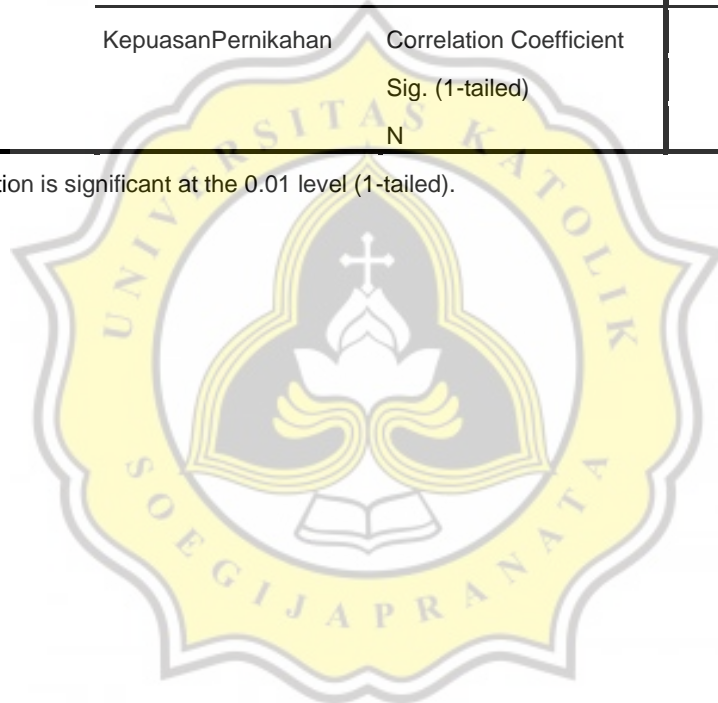 KepuasanPernikahan Correlation Coefficient
Sig. (1-tailed)
N
tion is significant at the 0.01 level (1-tailed).
UNIVERSITAS KATOLIK
SOEGIJAPRANATA